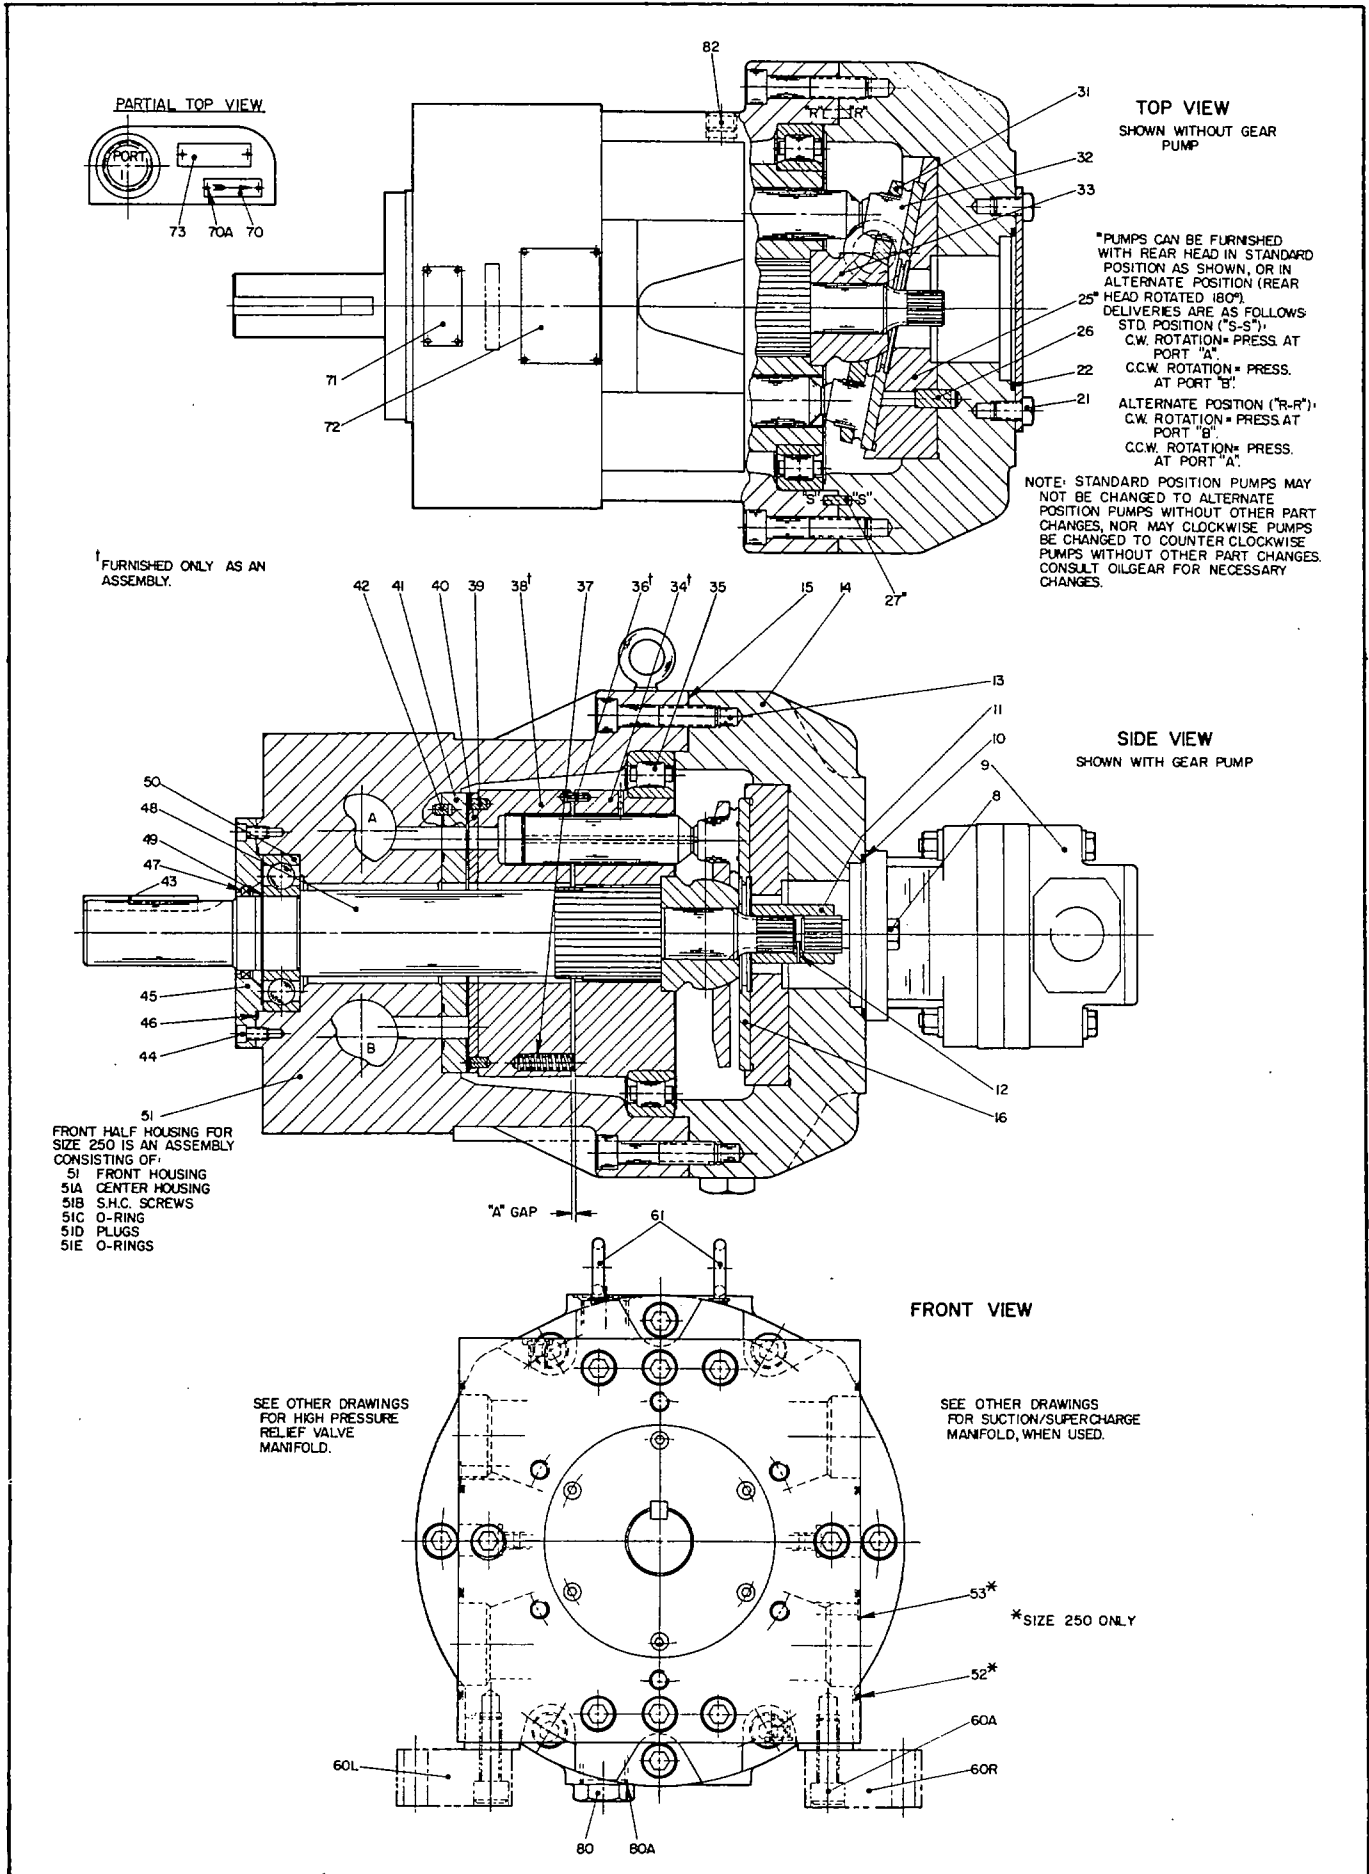 82
PARTIAL TOP VIEW
PORT
1
73
70A
70
31
TOP VIEW
SHOWN WITHOUT GEAR
PUMP
"R" "R"
32
33
*PUMPS CAN BE FURNISHED
WITH REAR HEAD IN STANDARD
POSITION AS SHOWN, OR IN
ALTERNATE POSITION (REAR
HEAD ROTATED 180°).
DELIVERIES ARE AS FOLLOWS:
STD. POSITION ("S-S"):
C.W. ROTATION = PRESS. AT
PORT "A".
C.C.W. ROTATION = PRESS.
AT PORT "B".
ALTERNATE POSITION ("R-R"):
C.W. ROTATION = PRESS. AT
PORT "B".
C.C.W. ROTATION = PRESS.
AT PORT "A".
25*
26
22
21
71
72
"S" "S"
27*
NOTE: STANDARD POSITION PUMPS MAY
NOT BE CHANGED TO ALTERNATE
POSITION PUMPS WITHOUT OTHER PART
CHANGES, NOR MAY CLOCKWISE PUMPS
BE CHANGED TO COUNTER CLOCKWISE
PUMPS WITHOUT OTHER PART CHANGES.
CONSULT OILGEAR FOR NECESSARY
CHANGES.
† FURNISHED ONLY AS AN
ASSEMBLY.
42 41 40 39 38† 37 36† 34† 35 15 14
13
11
10
9
8
SIDE VIEW
SHOWN WITH GEAR PUMP
50
48
49
47
43
A
B
45
46
44
51
12
16
FRONT HALF HOUSING FOR
SIZE 250 IS AN ASSEMBLY
CONSISTING OF:
51 FRONT HOUSING
51A CENTER HOUSING
51B S.H.C. SCREWS
51C O-RING
51D PLUGS
51E O-RINGS
"A" GAP
61
FRONT VIEW
SEE OTHER DRAWINGS
FOR HIGH PRESSURE
RELIEF VALVE
MANIFOLD.
SEE OTHER DRAWINGS
FOR SUCTION/SUPERCHARGE
MANIFOLD, WHEN USED.
53*
*SIZE 250 ONLY
52*
60A
60L
60R
80
80A